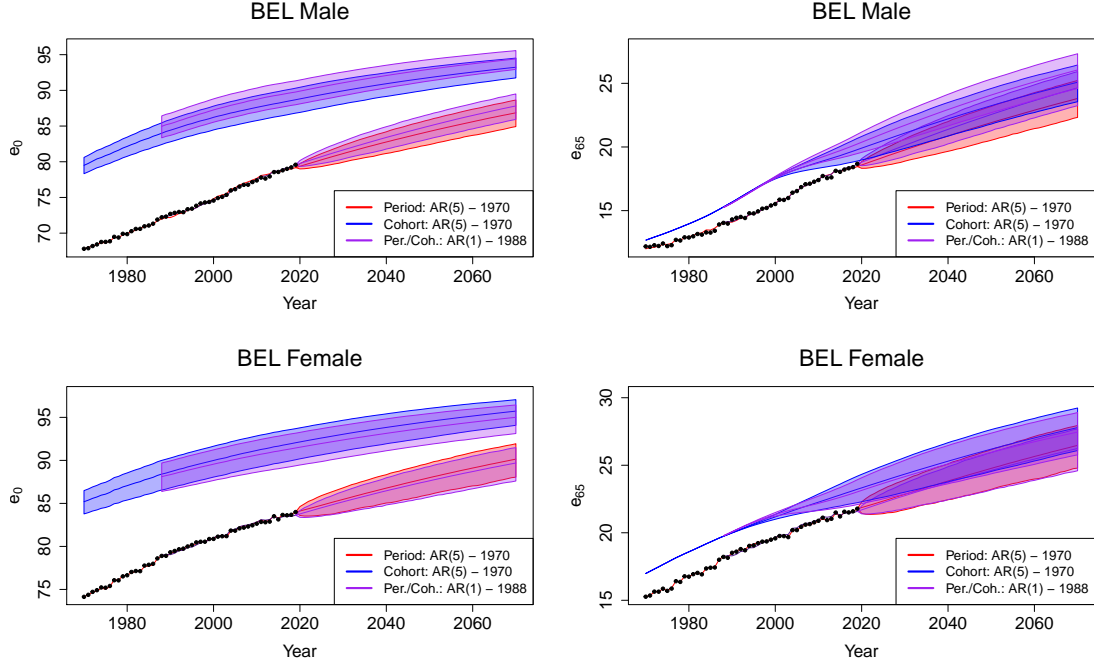 BEL Male
e0
95
90
85
80
75
70
1980 2000 2020 2040 2060
Year
Period: AR(5) − 1970
Cohort: AR(5) − 1970
Per./Coh.: AR(1) − 1988
BEL Male
e65
25
20
15
1980 2000 2020 2040 2060
Year
Period: AR(5) − 1970
Cohort: AR(5) − 1970
Per./Coh.: AR(1) − 1988
BEL Female
e0
95
90
85
80
75
1980 2000 2020 2040 2060
Year
Period: AR(5) − 1970
Cohort: AR(5) − 1970
Per./Coh.: AR(1) − 1988
BEL Female
e65
30
25
20
15
1980 2000 2020 2040 2060
Year
Period: AR(5) − 1970
Cohort: AR(5) − 1970
Per./Coh.: AR(1) − 1988